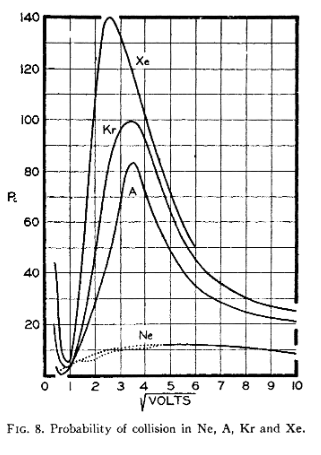 140
120
Xe
Kr
100
80
A
Pc
60
40
20
Ne
0 1 2 3 4 5 6 7 8 9 10
√VOLTS
FIG. 8. Probability of collision in Ne, A, Kr and Xe.